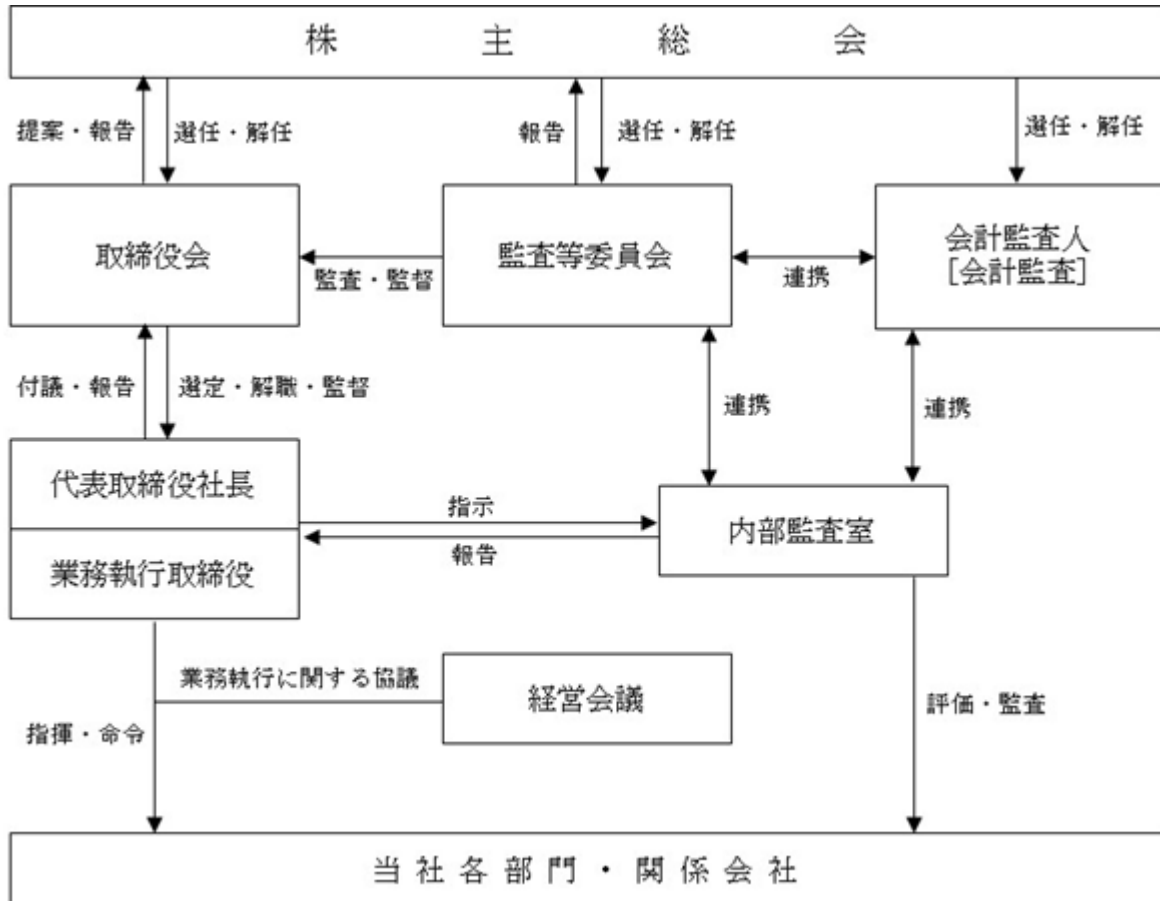 株主総会
提案・報告
選任・解任
報告
選任・解任
選任・解任
取締役会
監査等委員会
会計監査人
[会計監査]
監査・監督
連携
付議・報告
選定・解職・監督
連携
連携
代表取締役社長
業務執行取締役
指示
報告
内部監査室
業務執行に関する協議
経営会議
指揮・命令
評価・監査
当社各部門・関係会社